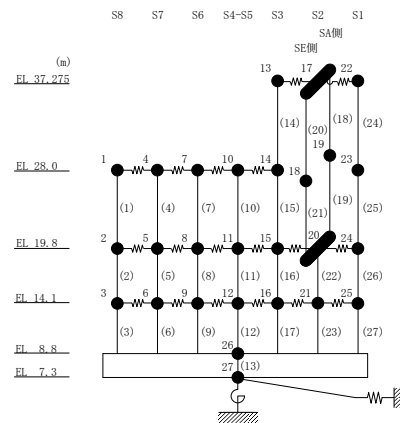 S8 S7 S6 S4-S5 S3 S2 S1
SA側
SE側
(m)
13 17 22
EL 37.275
(14) (20) (18) (24)
19
1 4 7 10 14 18 23
EL 28.0
(1) (4) (7) (10) (15) (21) (19) (25)
2 5 8 11 15 20 24
EL 19.8
(2) (5) (8) (11) (16) (22) (26)
3 6 9 12 16 21 25
EL 14.1
(3) (6) (9) (12) (17) (23) (27)
EL 8.8
26
EL 7.3
27 (13)